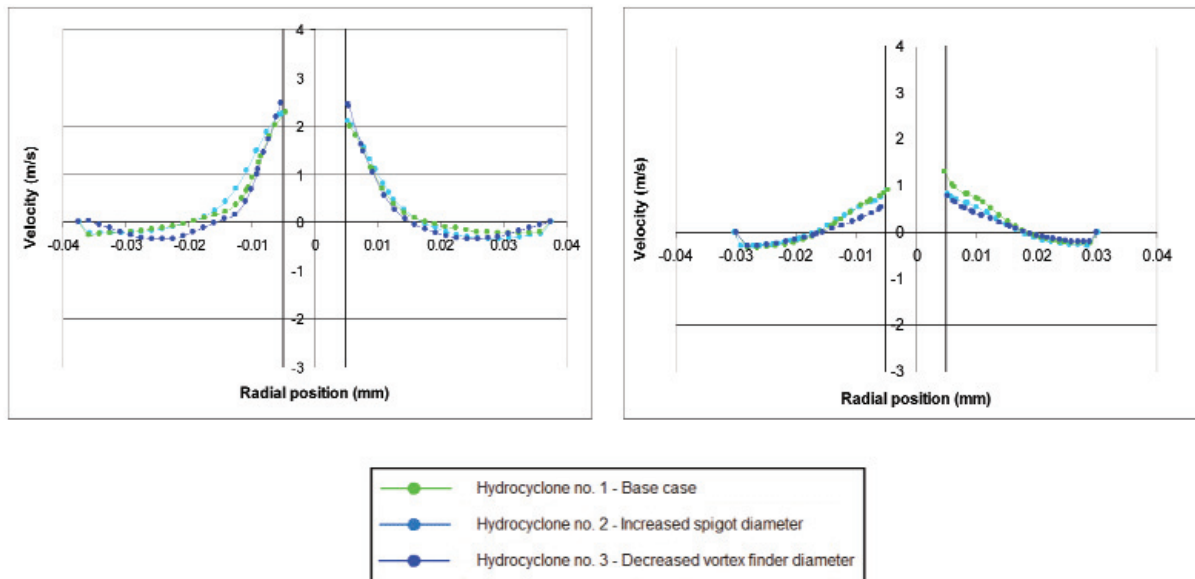 4
3
2
1
0
-1
-2
-3
-0.04 -0.03 -0.02 -0.01 0 0.01 0.02 0.03 0.04
Velocity (m/s)
Radial position (mm)
4
3
2
1
0
-1
-2
-3
-0.04 -0.03 -0.02 -0.01 0 0.01 0.02 0.03 0.04
Velocity (m/s)
Radial position (mm)
Hydrocyclone no. 1 - Base case
Hydrocyclone no. 2 - Increased spigot diameter
Hydrocyclone no. 3 - Decreased vortex finder diameter